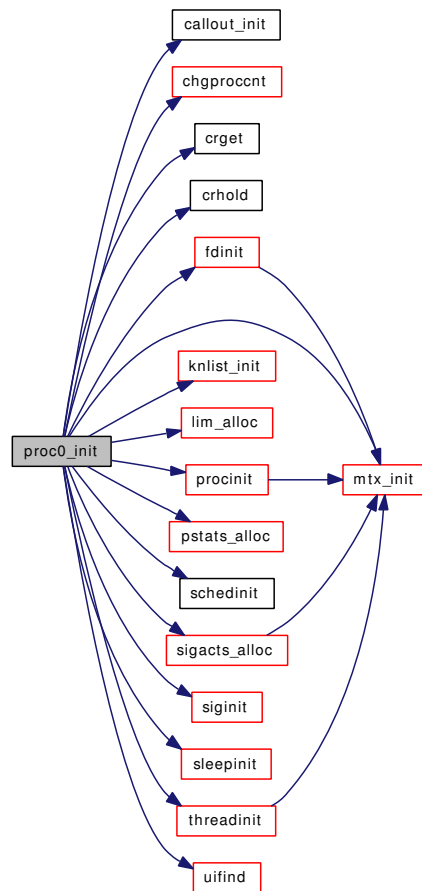 callout_init
chgproccnt
crget
crhold
fdinit
knlist_init
lim_alloc
proc0_init
procinit
mtx_init
pstats_alloc
schedinit
sigacts_alloc
siginit
sleepinit
threadinit
uifind